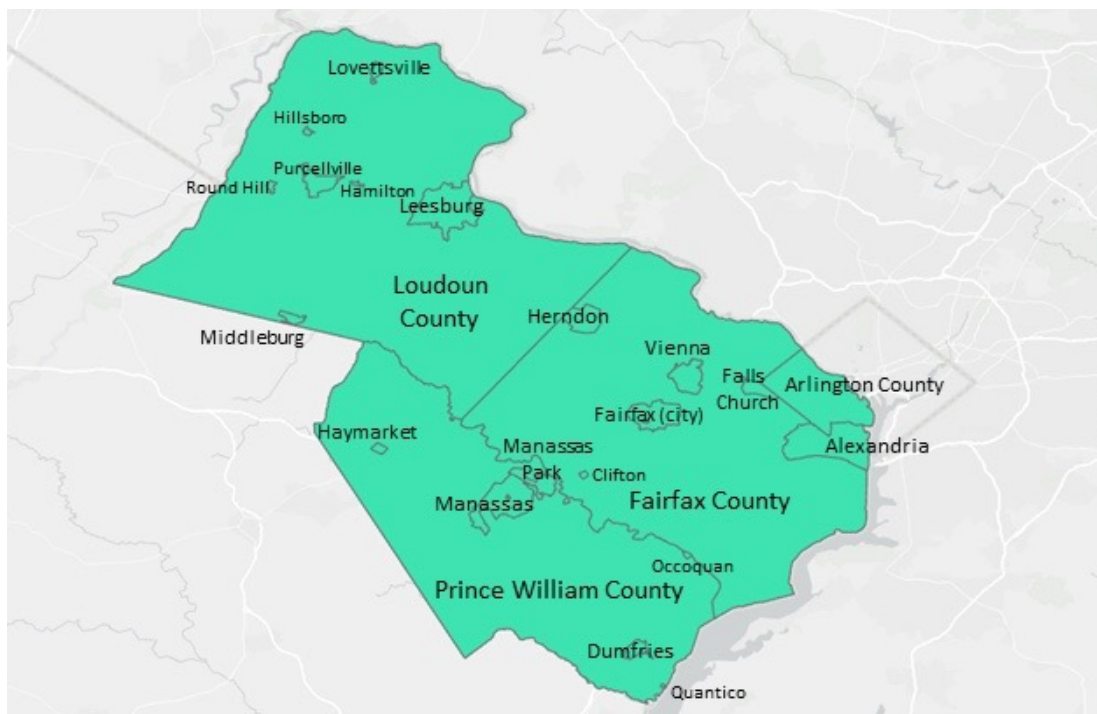 Lovettsville
Hillsboro
Purcellville
Round Hill
Hamilton
Leesburg
Loudoun
County
Herndon
Middleburg
Vienna
Falls
Church
Arlington County
Fairfax (city)
Haymarket
Alexandria
Manassas
Park
Clifton
Manassas
Fairfax County
Occoquan
Prince William County
Dumfries
Quantico